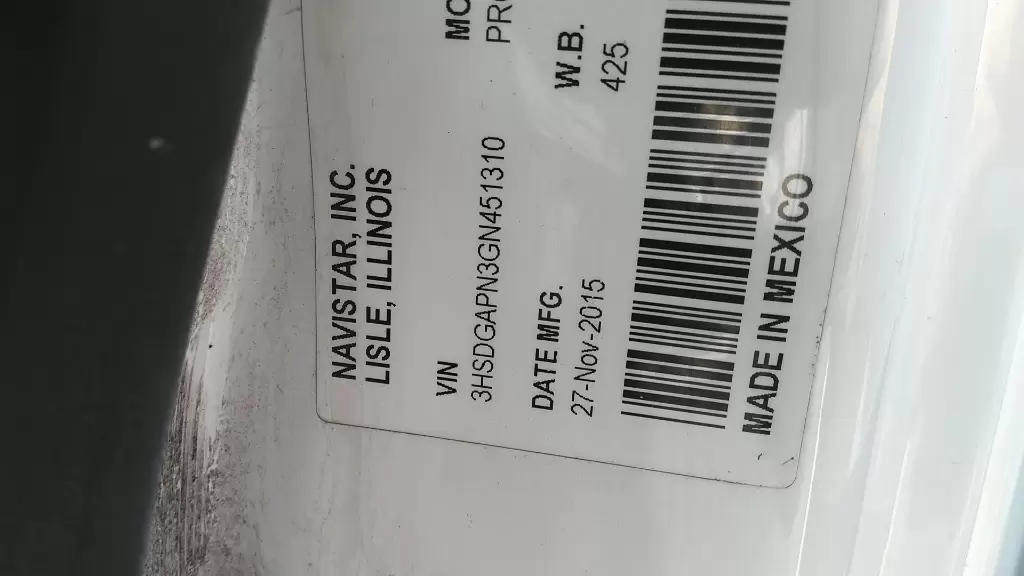 NAVISTAR, INC.
LISLE, ILLINOIS
VIN
3HSDGAPN3GN451310
DATE MFG.
27-Nov-2015
W.B.
425
MADE IN MEXICO